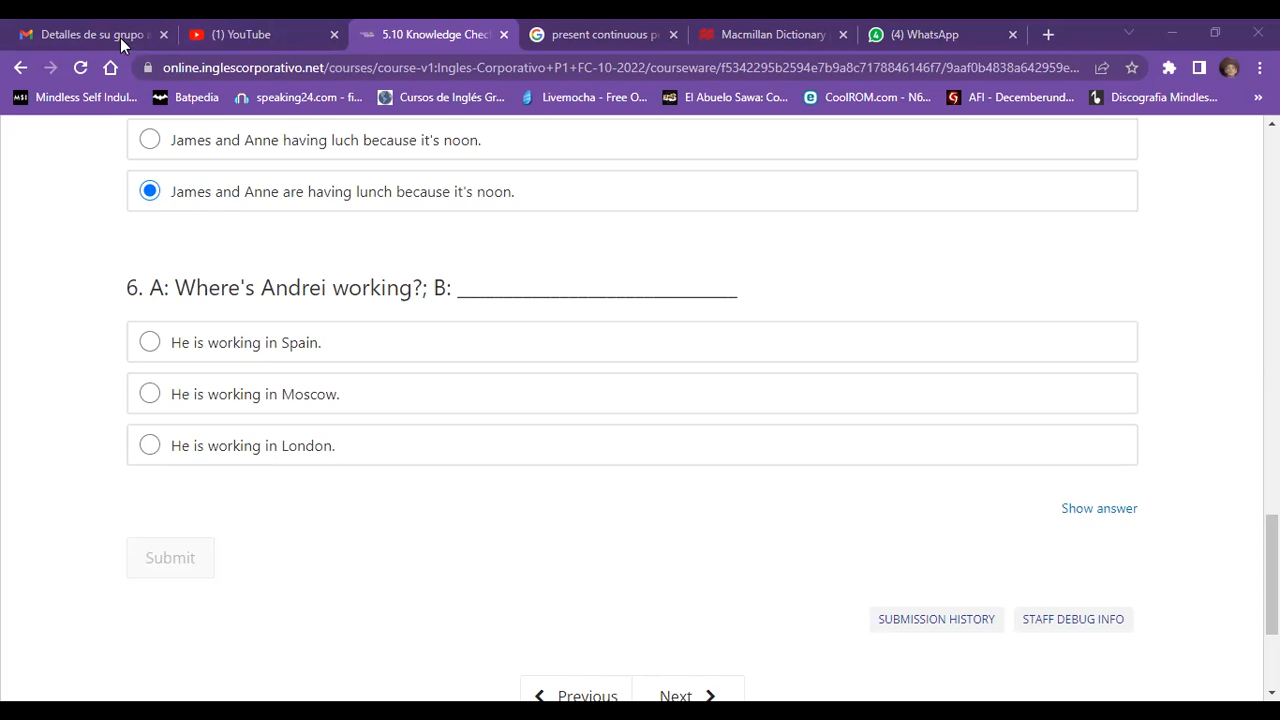 Detalles de su grupo a
(1) YouTube
5.10 Knowledge Chec
present continuous p
Macmillan Dictionary
(4) WhatsApp
online.inglescorporativo.net/courses/course-v1:Ingles-Corporativo+P1+FC-10-2022/courseware/f5342295b2594e7b9a8c7178846146f7/9aaf0b4838a642959e...
Mindless Self Indul...
Batpedia
speaking24.com - fi...
Cursos de Inglés Gr...
Livemocha - Free O...
El Abuelo Sawa: Co...
CoolROM.com - N6...
AFI - Decemberund...
Discografia Mindles...
James and Anne having luch because it's noon.
James and Anne are having lunch because it's noon.
6. A: Where's Andrei working?; B: ____________________________
He is working in Spain.
He is working in Moscow.
He is working in London.
Show answer
Submit
SUBMISSION HISTORY
STAFF DEBUG INFO
Previous
Next